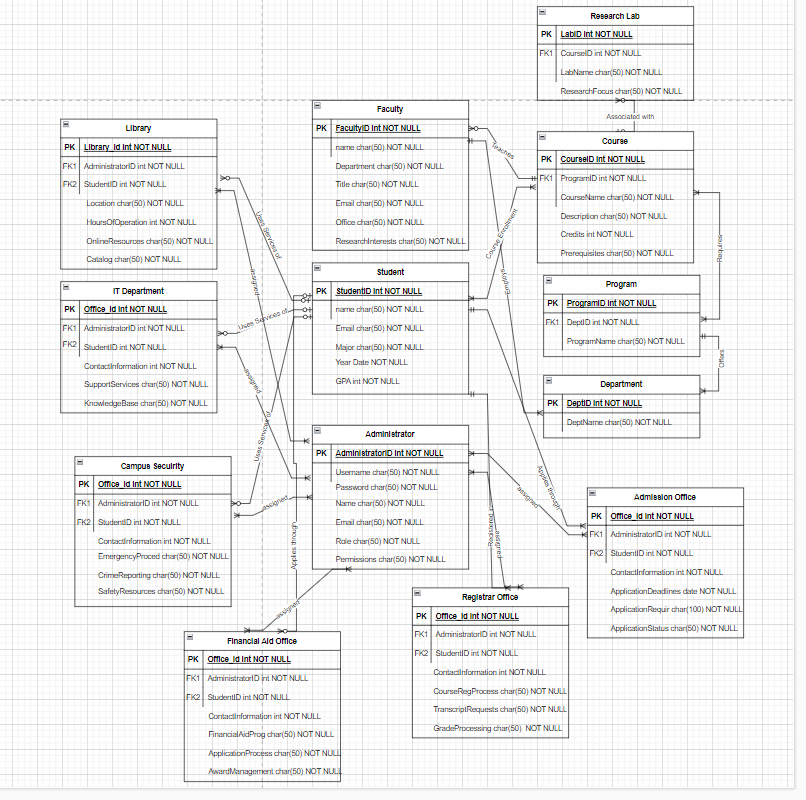 Research Lab
PK LabID int NOT NULL
FK1 CourseID int NOT NULL
LabName char(50) NOT NULL
ResearchFocus char(50) NOT NULL
Associated with
Faculty
PK FacultyID int NOT NULL
name char(50) NOT NULL
Department char(50) NOT NULL
Title char(50) NOT NULL
Email char(50) NOT NULL
Office char(50) NOT NULL
ResearchInterests char(50) NOT NULL
Teaches
Library
PK Library_id int NOT NULL
FK1 AdministratorID int NOT NULL
FK2 StudentID int NOT NULL
Location char(50) NOT NULL
HoursOfOperation int NOT NULL
OnlineResources char(50) NOT NULL
Catalog char(50) NOT NULL
Uses Services of
assigned
Course
PK CourseID int NOT NULL
FK1 ProgramID int NOT NULL
CourseName char(50) NOT NULL
Description char(50) NOT NULL
Credits int NOT NULL
Prerequisites char(50) NOT NULL
Course Enrollment
Employs
Requires
Student
PK StudentID int NOT NULL
name char(50) NOT NULL
Email char(50) NOT NULL
Major char(50) NOT NULL
Year Date NOT NULL
GPA int NOT NULL
IT Department
PK Office_id int NOT NULL
FK1 AdministratorID int NOT NULL
FK2 StudentID int NOT NULL
ContactInformation int NOT NULL
SupportServices char(50) NOT NULL
KnowledgeBase char(50) NOT NULL
Uses Services of
assigned
Program
PK ProgramID int NOT NULL
FK1 DeptID int NOT NULL
ProgramName char(50) NOT NULL
Offers
Department
PK DeptID int NOT NULL
DeptName char(50) NOT NULL
Administrator
PK AdministratorID int NOT NULL
Username char(50) NOT NULL
Password char(50) NOT NULL
Name char(50) NOT NULL
Email char(50) NOT NULL
Role char(50) NOT NULL
Permissions char(50) NOT NULL
Campus Secuirity
PK Office_id int NOT NULL
FK1 AdministratorID int NOT NULL
FK2 StudentID int NOT NULL
ContactInformation int NOT NULL
EmergencyProced char(50) NOT NULL
CrimeReporting char(50) NOT NULL
SafetyResources char(50) NOT NULL
Uses Services of
assigned
Applies through
assigned
assigned
Applies through
assigned
Admission Office
PK Office_id int NOT NULL
FK1 AdministratorID int NOT NULL
FK2 StudentID int NOT NULL
ContactInformation int NOT NULL
ApplicationDeadlines date NOT NULL
ApplicationRequir char(100) NOT NULL
ApplicationStatus char(50) NOT NULL
Registrar Office
PK Office_id int NOT NULL
FK1 AdministratorID int NOT NULL
FK2 StudentID int NOT NULL
ContactInformation int NOT NULL
CourseRegProcess char(50) NOT NULL
TranscriptRequests char(50) NOT NULL
GradeProcessing char(50) NOT NULL
Financial Aid Office
PK Office_id int NOT NULL
FK1 AdministratorID int NOT NULL
FK2 StudentID int NOT NULL
ContactInformation int NOT NULL
FinancialAidProg char(50) NOT NULL
ApplicationProcess char(50) NOT NULL
AwardManagement char(50) NOT NULL